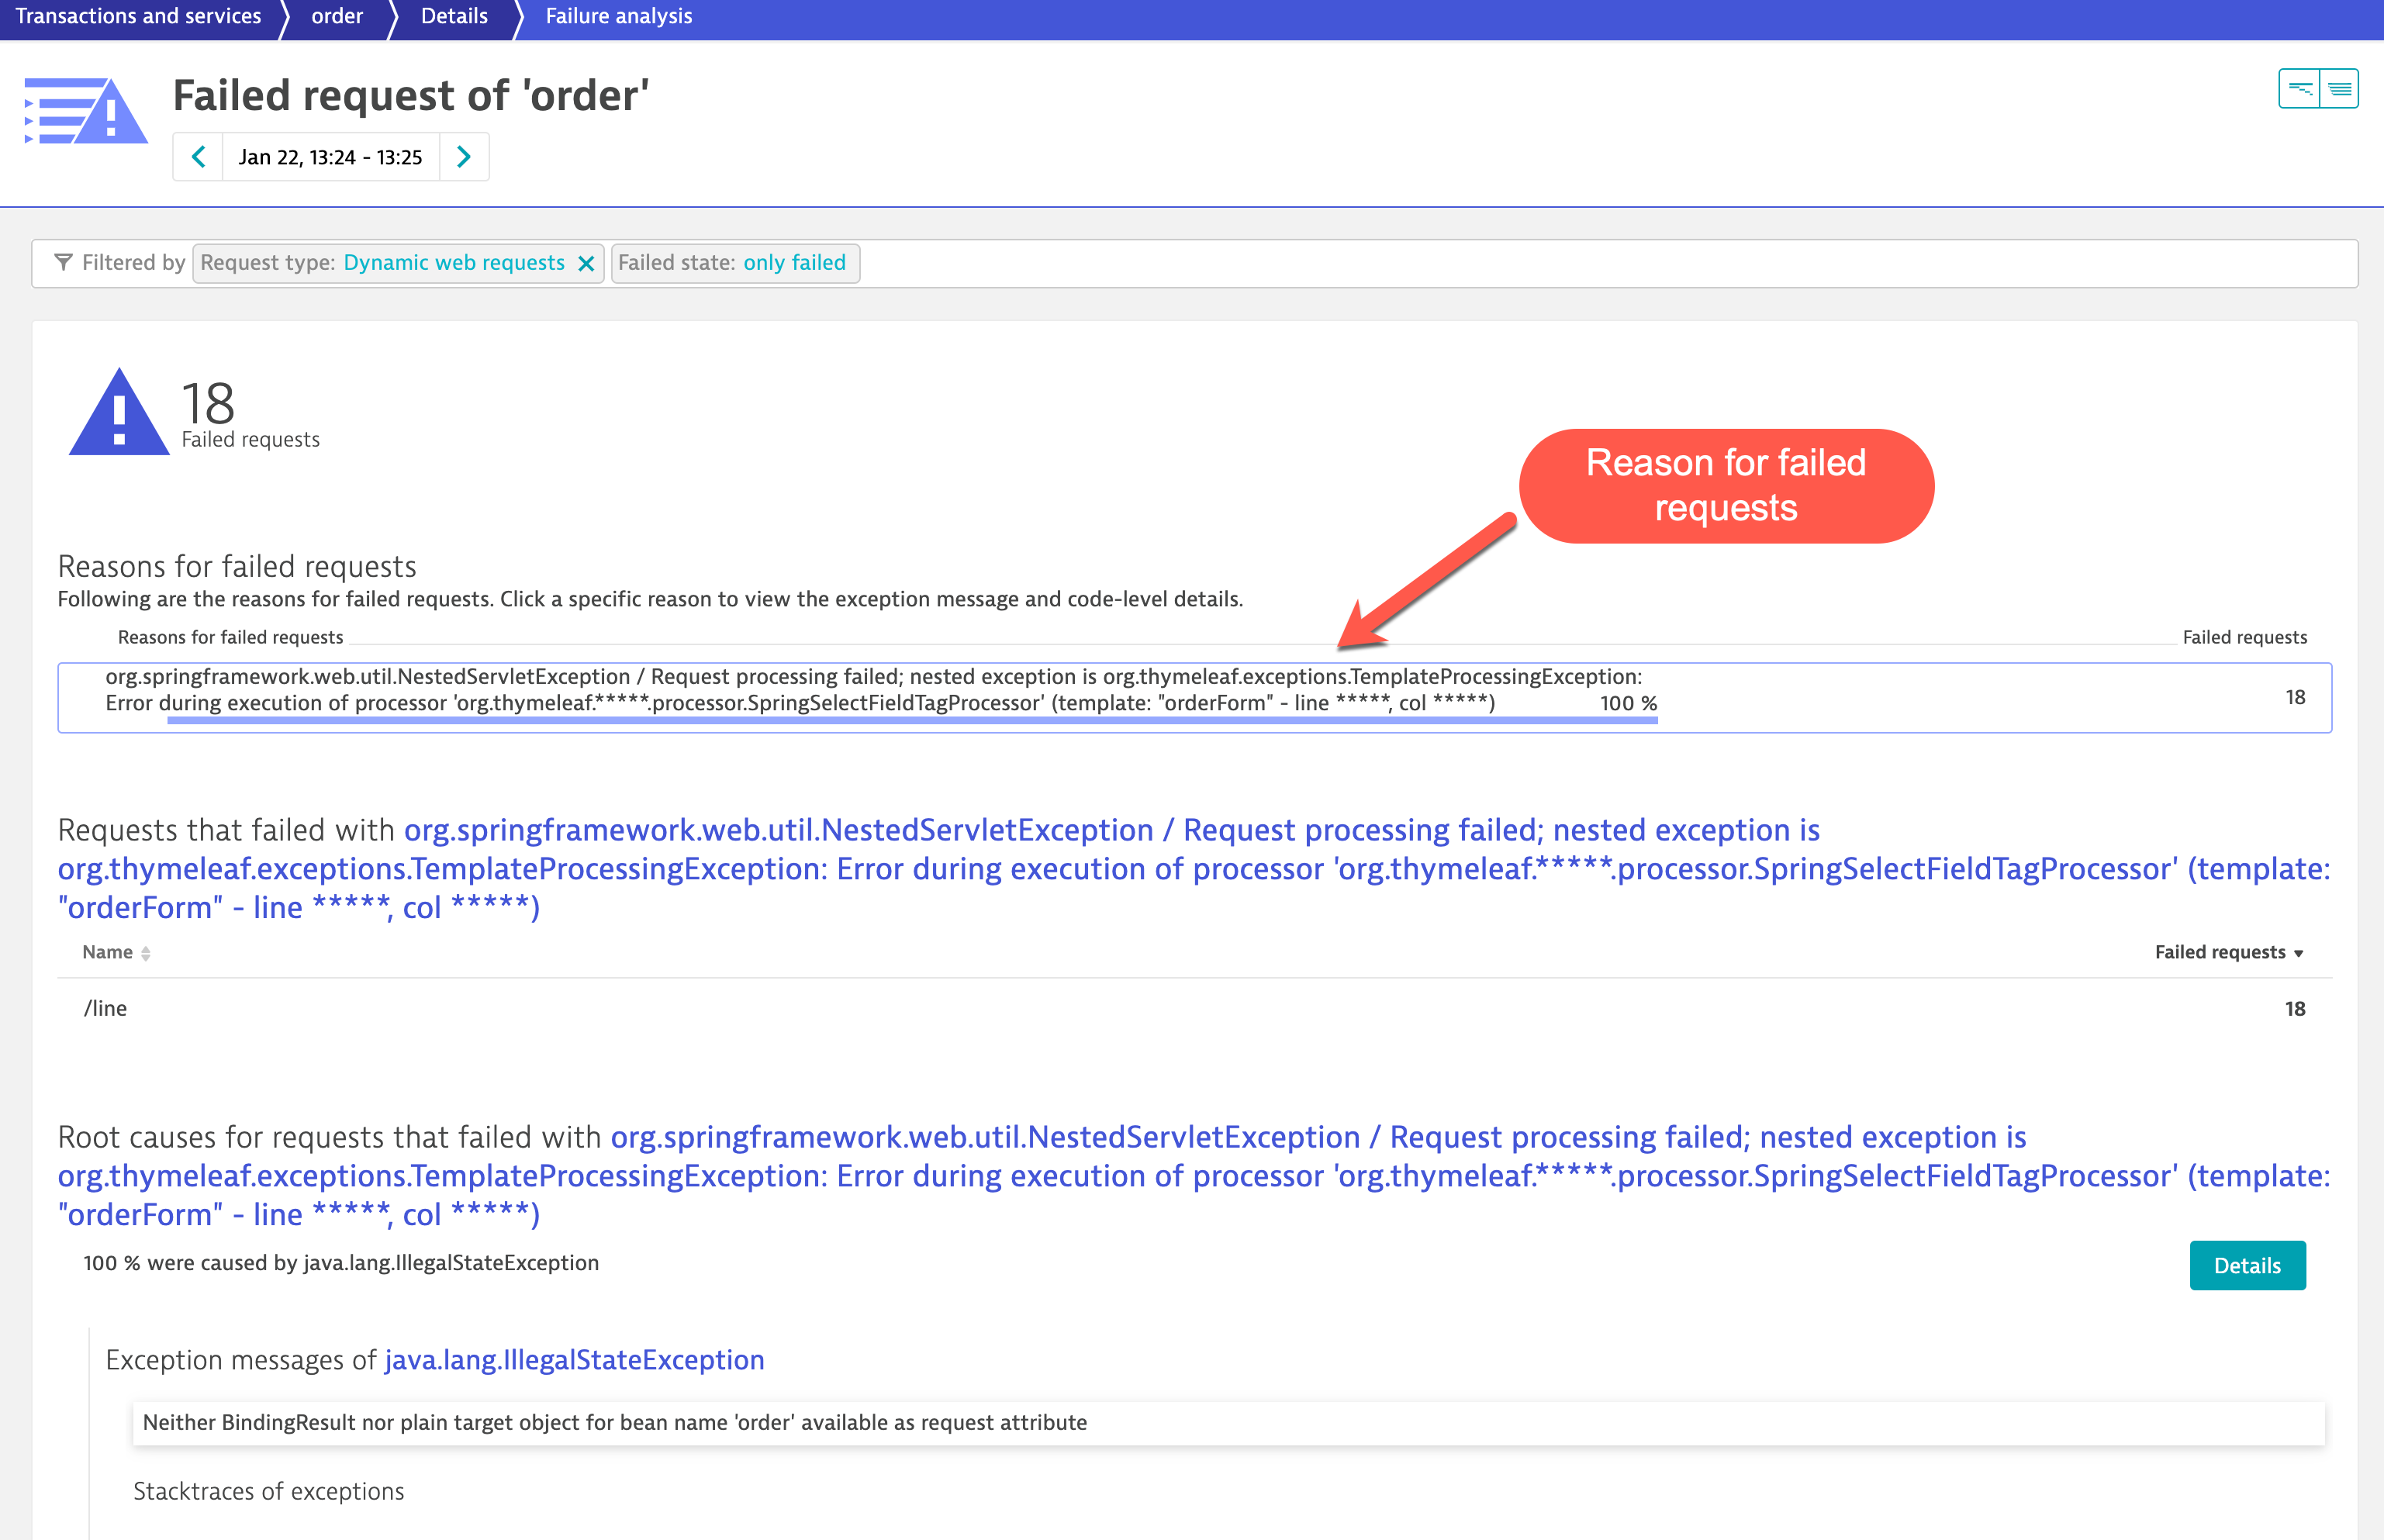 Transactions and services order Details Failure analysis
Failed request of 'order'
Jan 22, 13:24 - 13:25
Filtered by Request type: Dynamic web requests Failed state: only failed
18
Failed requests
Reason for failed
requests
Reasons for failed requests
Following are the reasons for failed requests. Click a specific reason to view the exception message and code-level details.
Reasons for failed requests Failed requests
org.springframework.web.util.NestedServletException / Request processing failed; nested exception is org.thymeleaf.exceptions.TemplateProcessingException:
Error during execution of processor 'org.thymeleaf.*****.processor.SpringSelectFieldTagProcessor' (template: "orderForm" - line *****, col *****) 100 %
18
Requests that failed with org.springframework.web.util.NestedServletException / Request processing failed; nested exception is
org.thymeleaf.exceptions.TemplateProcessingException: Error during execution of processor 'org.thymeleaf.*****.processor.SpringSelectFieldTagProcessor' (template:
"orderForm" - line *****, col *****)
Name Failed requests
/line 18
Root causes for requests that failed with org.springframework.web.util.NestedServletException / Request processing failed; nested exception is
org.thymeleaf.exceptions.TemplateProcessingException: Error during execution of processor 'org.thymeleaf.*****.processor.SpringSelectFieldTagProcessor' (template:
"orderForm" - line *****, col *****)
100 % were caused by java.lang.IllegalStateException Details
Exception messages of java.lang.IllegalStateException
Neither BindingResult nor plain target object for bean name 'order' available as request attribute
Stacktraces of exceptions